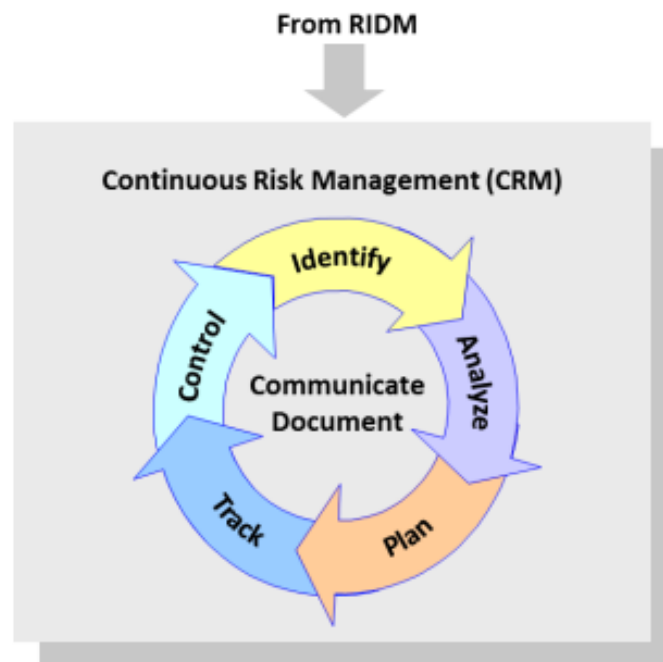 From RIDM
Continuous Risk Management (CRM)
Identify
Analyze
Plan
Track
Control
Communicate
Document